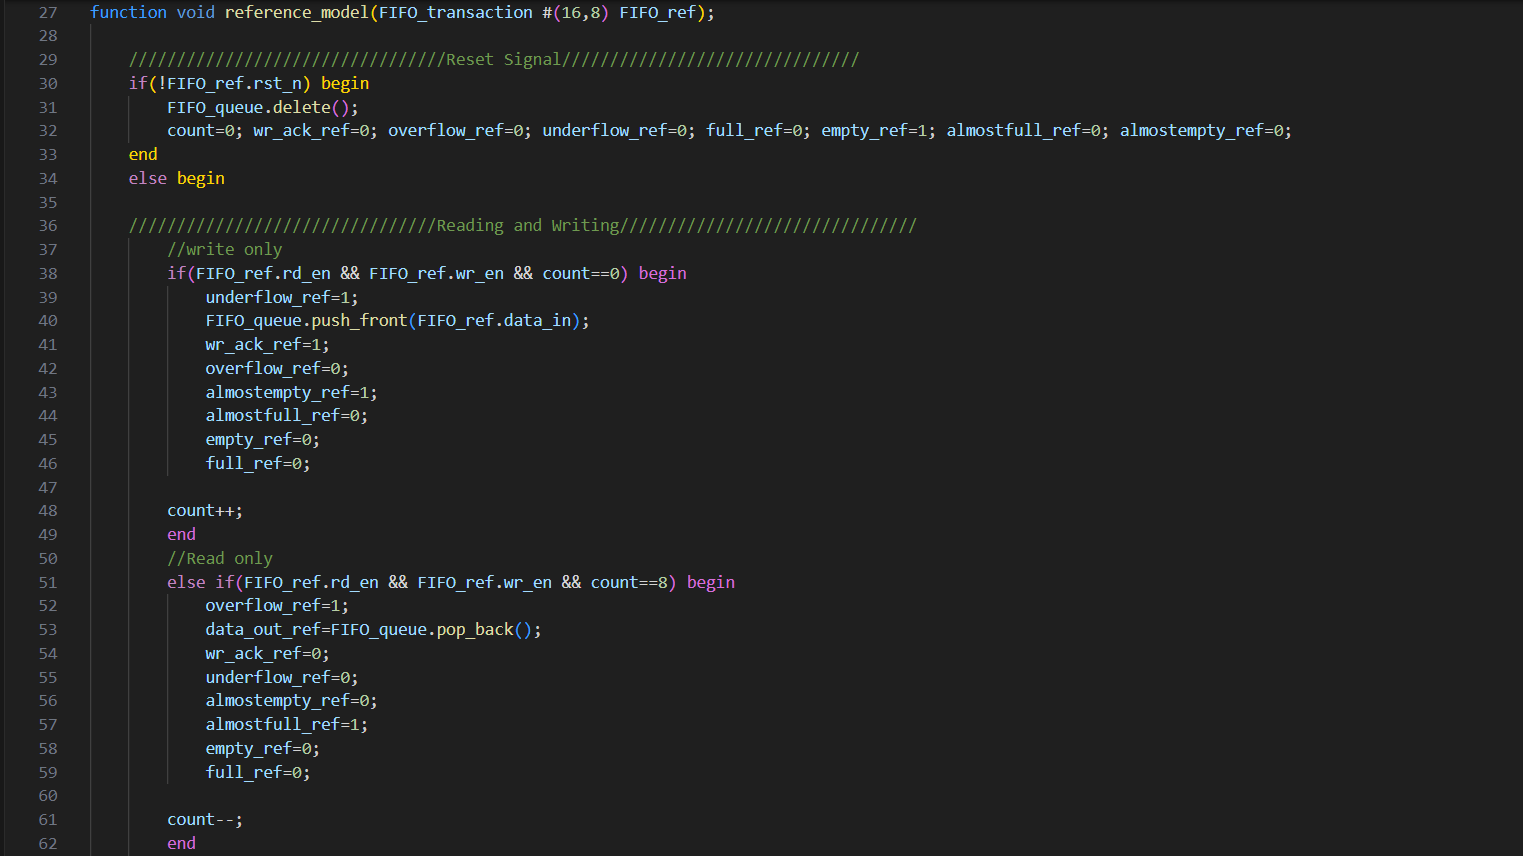 27 function void reference_model(FIFO_transaction #(16,8) FIFO_ref);
28
29 /////////////////////////////////Reset Signal///////////////////////////////
30 if(!FIFO_ref.rst_n) begin
31 FIFO_queue.delete();
32 count=0; wr_ack_ref=0; overflow_ref=0; underflow_ref=0; full_ref=0; empty_ref=1; almostfull_ref=0; almostempty_ref=0;
33 end
34 else begin
35
36 ////////////////////////////////Reading and Writing///////////////////////////////
37 //write only
38 if(FIFO_ref.rd_en && FIFO_ref.wr_en && count==0) begin
39 underflow_ref=1;
40 FIFO_queue.push_front(FIFO_ref.data_in);
41 wr_ack_ref=1;
42 overflow_ref=0;
43 almostempty_ref=1;
44 almostfull_ref=0;
45 empty_ref=0;
46 full_ref=0;
47
48 count++;
49 end
50 //Read only
51 else if(FIFO_ref.rd_en && FIFO_ref.wr_en && count==8) begin
52 overflow_ref=1;
53 data_out_ref=FIFO_queue.pop_back();
54 wr_ack_ref=0;
55 underflow_ref=0;
56 almostempty_ref=0;
57 almostfull_ref=1;
58 empty_ref=0;
59 full_ref=0;
60
61 count--;
62 end